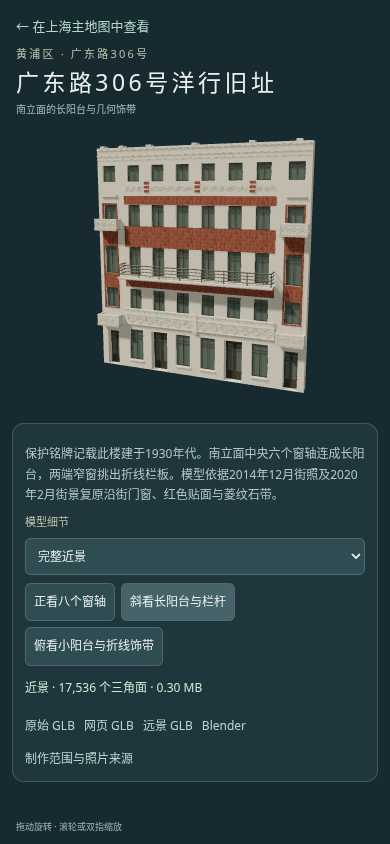 ← 在上海主地图中查看
黄浦区 · 广东路306号
广东路306号洋行旧址
南立面的长阳台与几何饰带
保护铭牌记载此楼建于1930年代。南立面中央六个窗轴连成长阳
台，两端窄窗挑出折线栏板。模型依据2014年12月街照及2020
年2月街景复原沿街门窗、红色贴面与菱纹石带。
模型细节
完整近景
正看八个窗轴 斜看长阳台与栏杆
俯看小阳台与折线饰带
近景 · 17,536 个三角面 · 0.30 MB
原始 GLB 网页 GLB 远景 GLB Blender
制作范围与照片来源
拖动旋转 · 滚轮或双指缩放